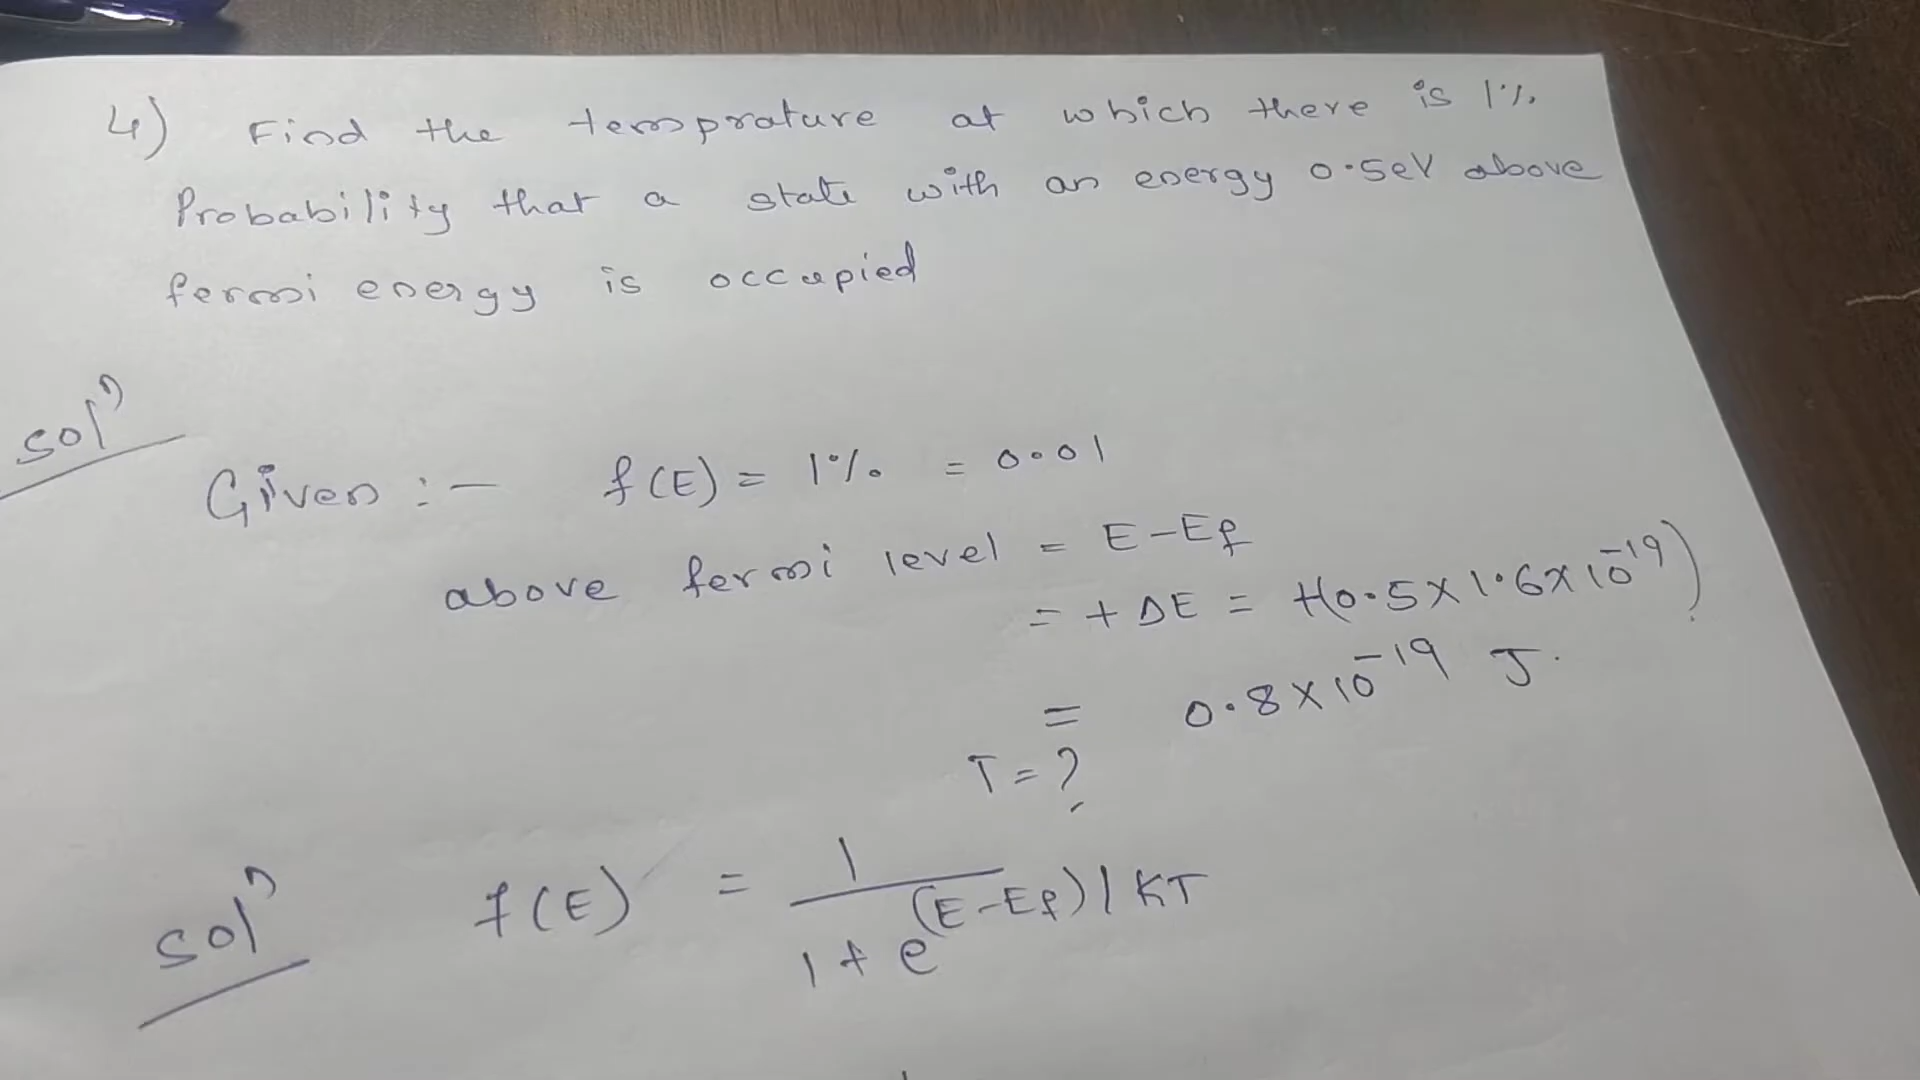 4) Find the temprature at which there is 1%
Probability that a state with an energy 0.5eV above
fermi energy is occupied
Sol^n
Given :- f(E) = 1% = 0.01
above fermi level = E-Ef
= + ΔE = +(0.5×1.6×10^-19)
= 0.8×10^-19 J.
T = ?
Sol^n f(E) = 1 / 1+e^(E-Ef)/KT